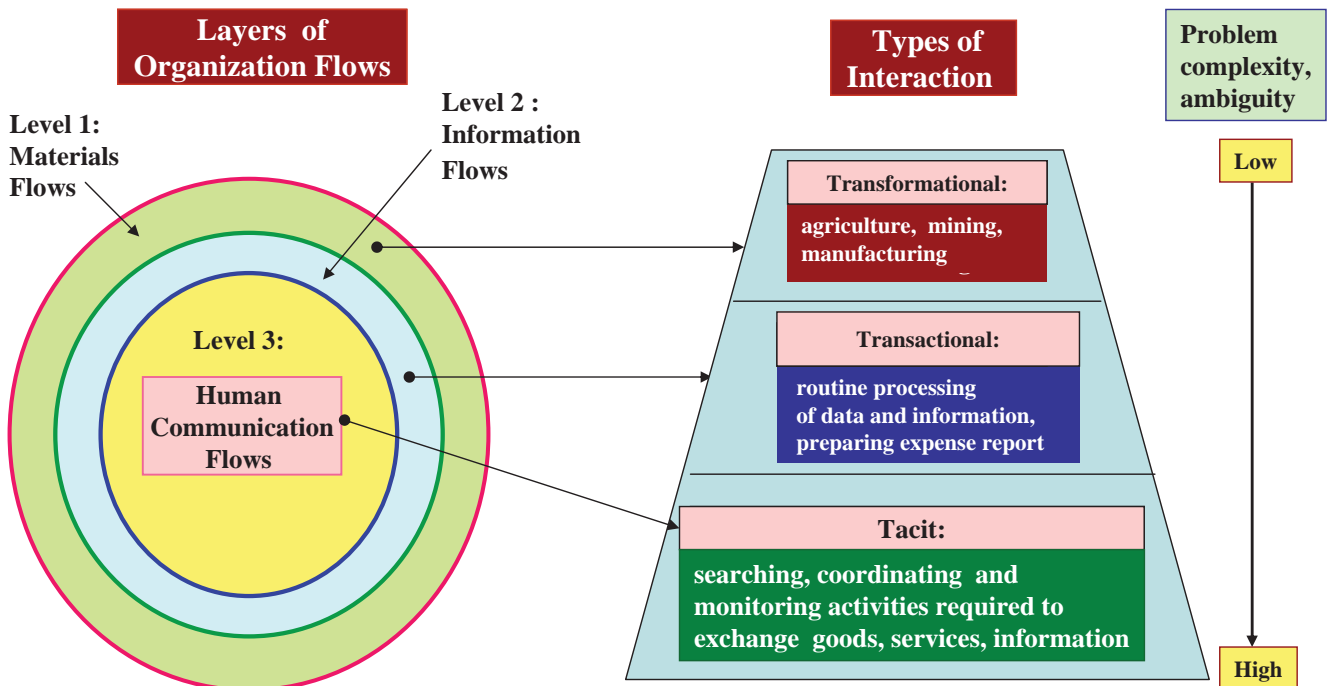 Layers of
Organization Flows
Types of
Interaction
Problem
complexity,
ambiguity
Level 1:
Materials
Flows
Level 2 :
Information
Flows
Level 3:
Human
Communication
Flows
Transformational:
agriculture, mining,
manufacturing
Transactional:
routine processing
of data and information,
preparing expense report
Tacit:
searching, coordinating and
monitoring activities required to
exchange goods, services, information
Low
High